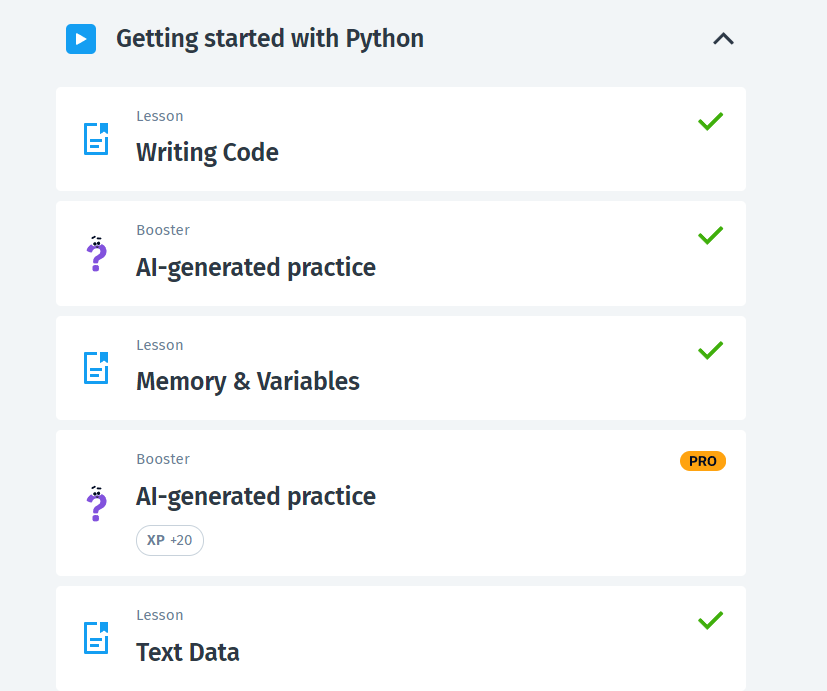 Getting started with Python
Lesson
Writing Code
Booster
AI-generated practice
Lesson
Memory & Variables
Booster
PRO
AI-generated practice
XP +20
Lesson
Text Data